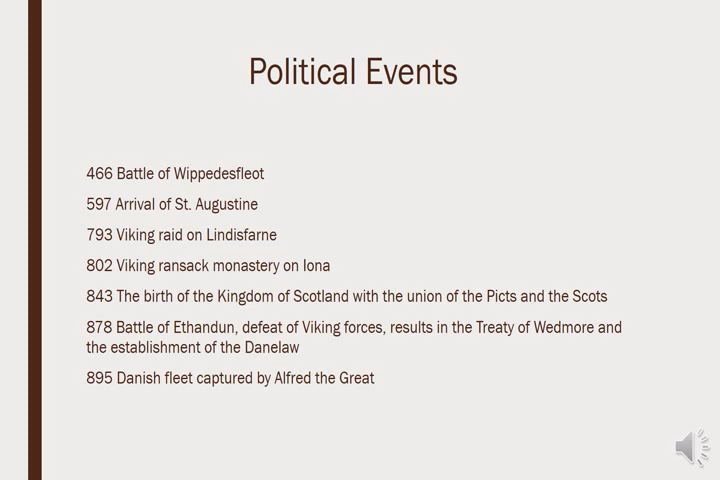 Political Events
466 Battle of Wippedesfleot
597 Arrival of St. Augustine
793 Viking raid on Lindisfarne
802 Viking ransack monastery on Iona
843 The birth of the Kingdom of Scotland with the union of the Picts and the Scots
878 Battle of Ethandun, defeat of Viking forces, results in the Treaty of Wedmore and
the establishment of the Danelaw
895 Danish fleet captured by Alfred the Great